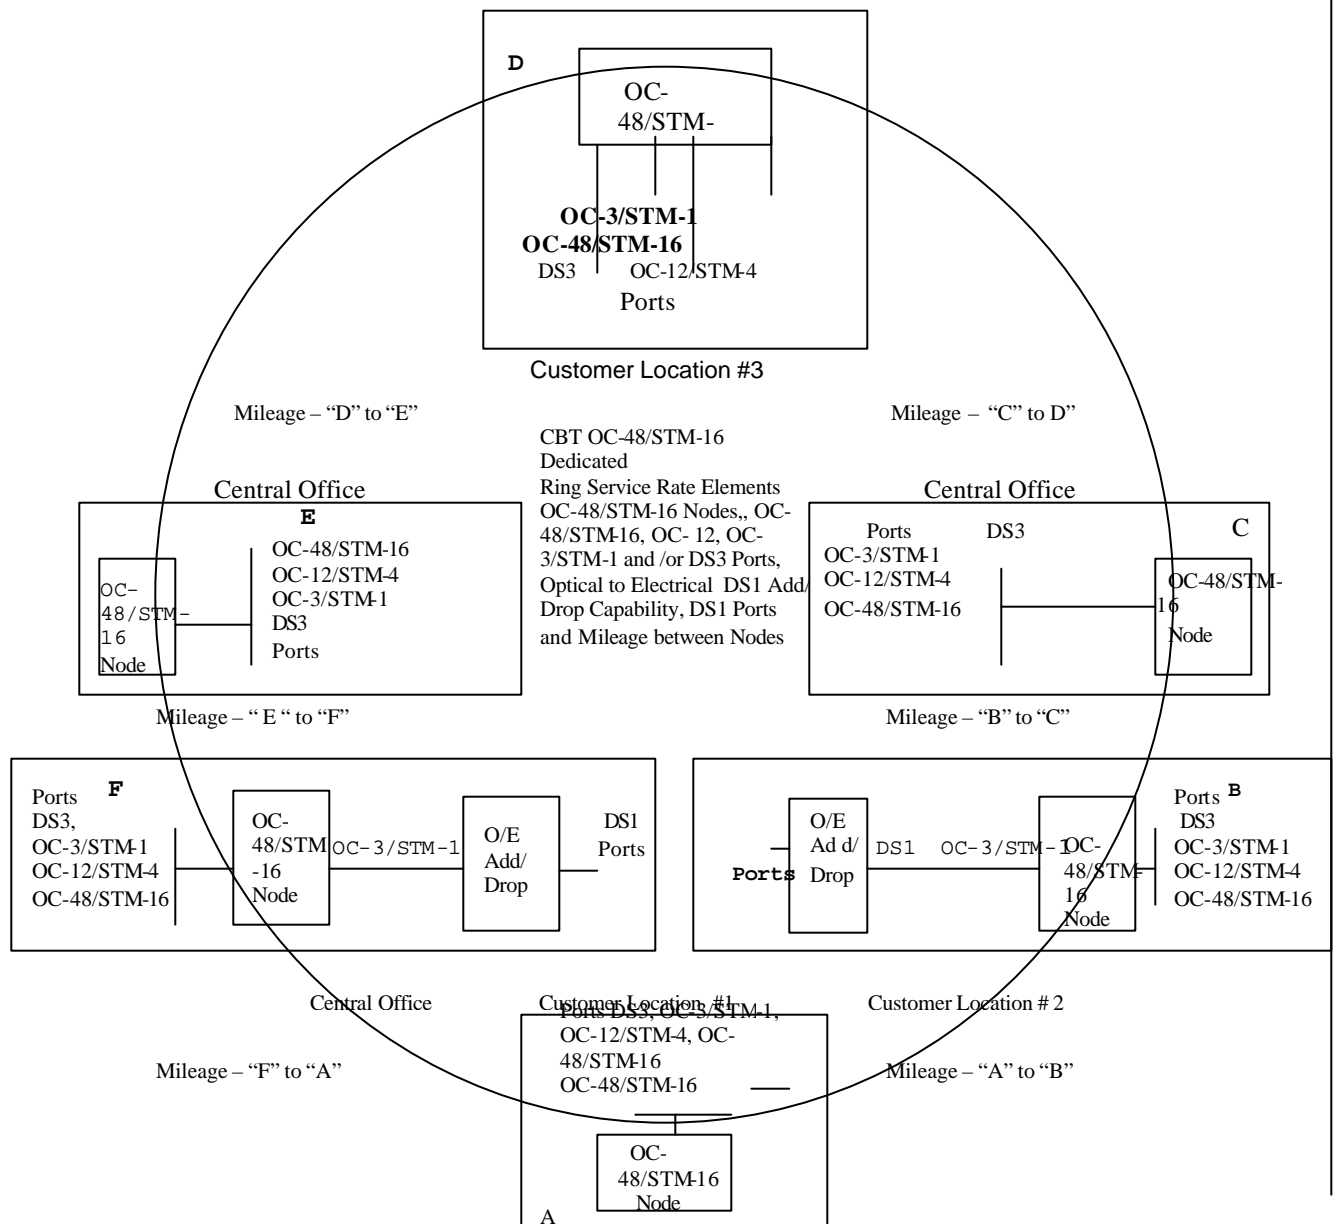 D
OC-
48/STM-
OC-3/STM-1
OC-48/STM-16
DS3 OC-12/STM-4
Ports
Customer Location #3
Mileage – “D” to “E”
Mileage – “C” to D”
CBT OC-48/STM-16
Dedicated
Ring Service Rate Elements
OC-48/STM-16 Nodes,, OC-
48/STM-16, OC- 12, OC-
3/STM-1 and /or DS3 Ports,
Optical to Electrical DS1 Add/
Drop Capability, DS1 Ports
and Mileage between Nodes
Central Office
E
OC-48/STM-16
OC-12/STM-4
OC-3/STM-1
DS3
Ports
OC-
48/STM-
16
Node
Central Office
Ports DS3 C
OC-3/STM-1
OC-12/STM-4
OC-48/STM-16
OC-48/STM-
16
Node
Mileage – “ E “ to “F”
Mileage – “B” to “C”
Ports F
DS3,
OC-3/STM-1
OC-12/STM-4
OC-48/STM-16
OC-
48/STM
-16
Node
OC-3/STM-1
O/E
Add/
Drop
DS1
Ports
O/E
Ad d/
Drop
Ports
DS1 OC-3/STM-1
OC-
48/STM-
16
Node
Ports B
DS3
OC-3/STM-1
OC-12/STM-4
OC-48/STM-16
Central Office
Customer Location #1
Customer Location # 2
Ports DS3, OC-3/STM-1,
OC-12/STM-4, OC-
48/STM-16
OC-48/STM-16
Mileage – “F” to “A”
Mileage – “A” to “B”
OC-
48/STM-16
Node
A